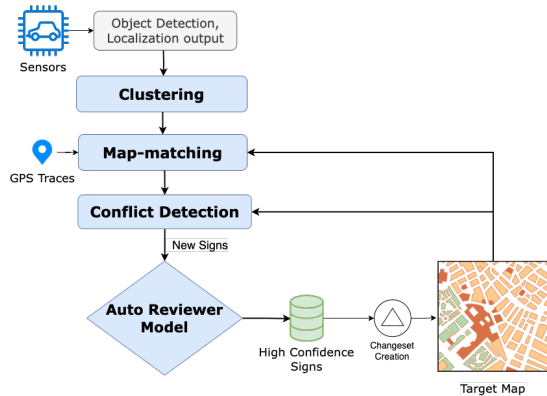 Object Detection,
Localization output
Sensors
Clustering
Map-matching
GPS Traces
Conflict Detection
New Signs
Auto Reviewer
Model
High Confidence
Signs
Changeset
Creation
Target Map